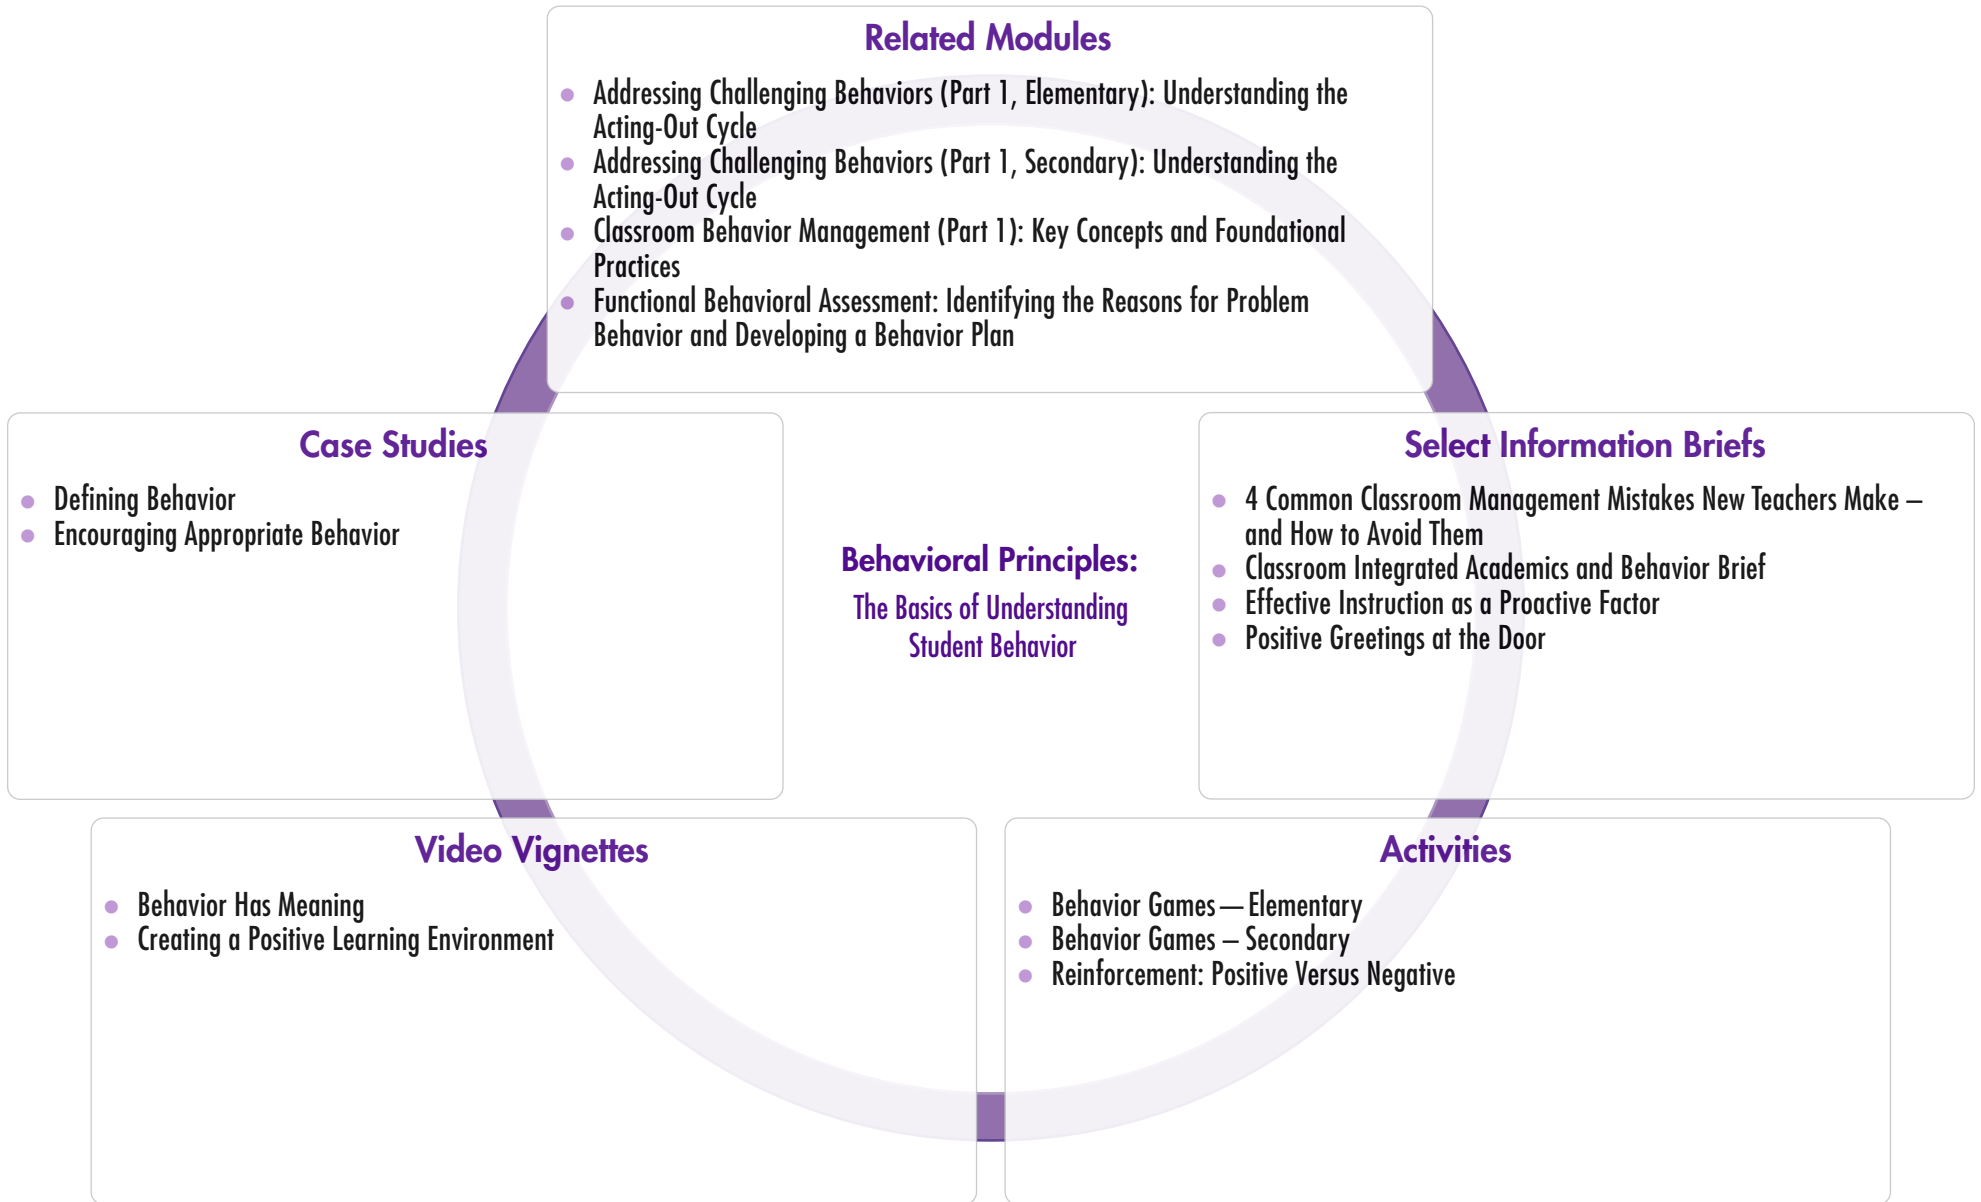 Related Modules
Addressing Challenging Behaviors (Part 1, Elementary): Understanding the
Acting-Out Cycle
Addressing Challenging Behaviors (Part 1, Secondary): Understanding the
Acting-Out Cycle
Classroom Behavior Management (Part 1): Key Concepts and Foundational
Practices
Functional Behavioral Assessment: Identifying the Reasons for Problem
Behavior and Developing a Behavior Plan
Case Studies
Defining Behavior
Encouraging Appropriate Behavior
Behavioral Principles:
The Basics of Understanding
Student Behavior
Select Information Briefs
4 Common Classroom Management Mistakes New Teachers Make –
and How to Avoid Them
Classroom Integrated Academics and Behavior Brief
Effective Instruction as a Proactive Factor
Positive Greetings at the Door
Video Vignettes
Behavior Has Meaning
Creating a Positive Learning Environment
Activities
Behavior Games — Elementary
Behavior Games – Secondary
Reinforcement: Positive Versus Negative